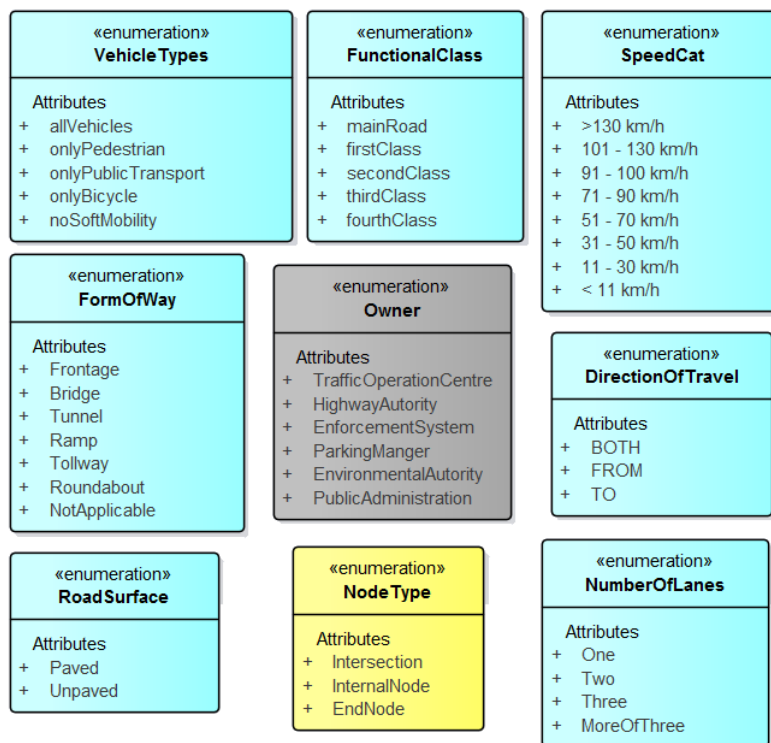 «enumeration»
VehicleTypes
Attributes
+ allVehicles
+ onlyPedestrian
+ onlyPublicTransport
+ onlyBicycle
+ noSoftMobility
«enumeration»
FunctionalClass
Attributes
+ mainRoad
+ firstClass
+ secondClass
+ thirdClass
+ fourthClass
«enumeration»
SpeedCat
Attributes
+ >130 km/h
+ 101 - 130 km/h
+ 91 - 100 km/h
+ 71 - 90 km/h
+ 51 - 70 km/h
+ 31 - 50 km/h
+ 11 - 30 km/h
+ < 11 km/h
«enumeration»
FormOfWay
Attributes
+ Frontage
+ Bridge
+ Tunnel
+ Ramp
+ Tollway
+ Roundabout
+ NotApplicable
«enumeration»
Owner
Attributes
+ TrafficOperationCentre
+ HighwayAutority
+ EnforcementSystem
+ ParkingManger
+ EnvironmentalAutority
+ PublicAdministration
«enumeration»
DirectionOfTravel
Attributes
+ BOTH
+ FROM
+ TO
«enumeration»
RoadSurface
Attributes
+ Paved
+ Unpaved
«enumeration»
NodeType
Attributes
+ Intersection
+ InternalNode
+ EndNode
«enumeration»
NumberOfLanes
Attributes
+ One
+ Two
+ Three
+ MoreOfThree